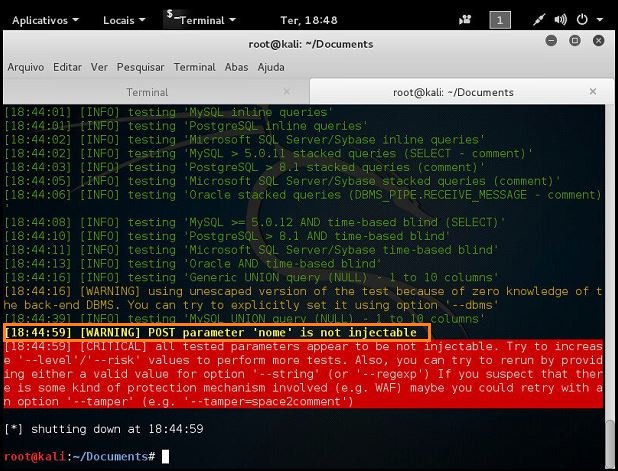 Aplicativos Locais $_ Terminal Ter, 18:48 1
root@kali: ~/Documents
Arquivo Editar Ver Pesquisar Terminal Abas Ajuda
Terminal × root@kali: ~/Documents ×
[18:44:01] [INFO] testing 'MySQL inline queries'
[18:44:02] [INFO] testing 'PostgreSQL inline queries'
[18:44:02] [INFO] testing 'Microsoft SQL Server/Sybase inline queries'
[18:44:02] [INFO] testing 'MySQL > 5.0.11 stacked queries (SELECT - comment)'
[18:44:03] [INFO] testing 'PostgreSQL > 8.1 stacked queries (comment)'
[18:44:05] [INFO] testing 'Microsoft SQL Server/Sybase stacked queries (comment)'
[18:44:06] [INFO] testing 'Oracle stacked queries (DBMS_PIPE.RECEIVE_MESSAGE - comment)
'
[18:44:08] [INFO] testing 'MySQL >= 5.0.12 AND time-based blind (SELECT)'
[18:44:10] [INFO] testing 'PostgreSQL > 8.1 AND time-based blind'
[18:44:11] [INFO] testing 'Microsoft SQL Server/Sybase time-based blind'
[18:44:13] [INFO] testing 'Oracle AND time-based blind'
[18:44:16] [INFO] testing 'Generic UNION query (NULL) - 1 to 10 columns'
[18:44:16] [WARNING] using unescaped version of the test because of zero knowledge of t
he back-end DBMS. You can try to explicitly set it using option '--dbms'
[18:44:39] [INFO] testing 'MySQL UNION query (NULL) - 1 to 10 columns'
[18:44:59] [WARNING] POST parameter 'nome' is not injectable
[18:44:59] [CRITICAL] all tested parameters appear to be not injectable. Try to increas
e '--level'/'--risk' values to perform more tests. Also, you can try to rerun by provid
ing either a valid value for option '--string' (or '--regexp') If you suspect that ther
e is some kind of protection mechanism involved (e.g. WAF) maybe you could retry with a
n option '--tamper' (e.g. '--tamper=space2comment')
[*] shutting down at 18:44:59
root@kali:~/Documents#